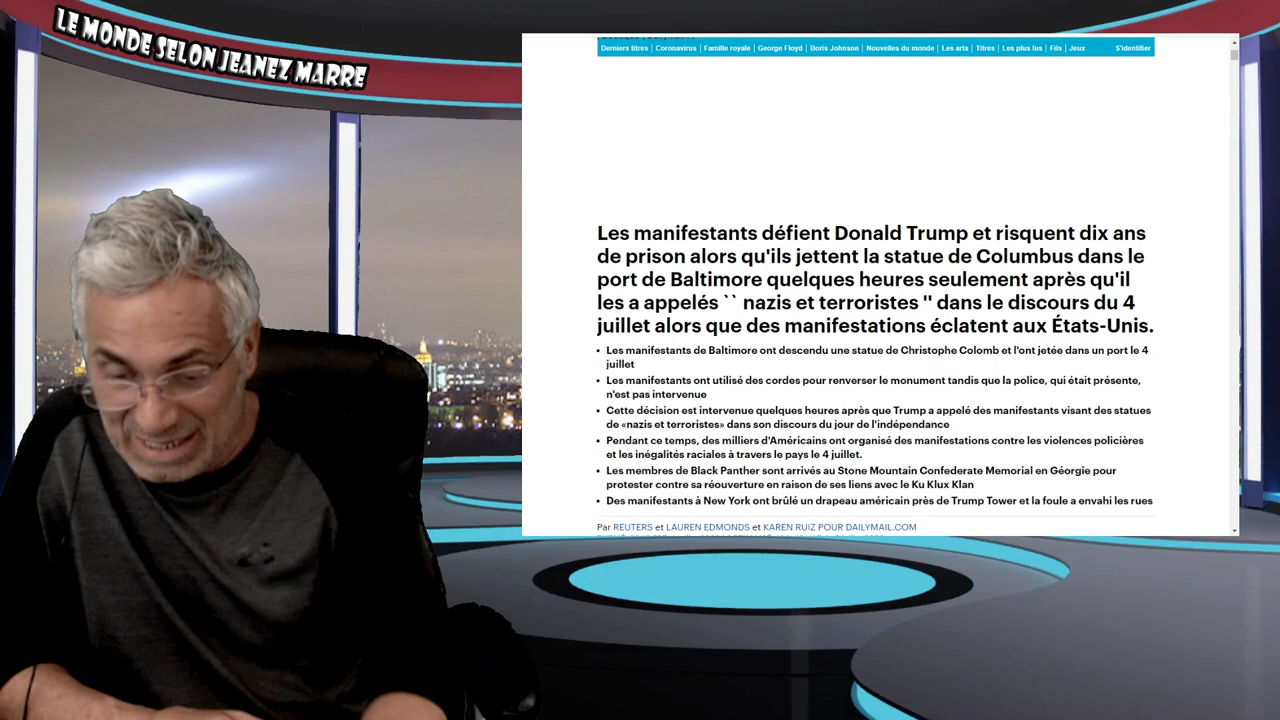 LE MONDE SELON JEANEZ MARRE
Derniers titres | Coronavirus | Famille royale | George Floyd | Boris Johnson | Nouvelles du monde | Les arts | Titres | Les plus lus | Fils | Jeux S'identifier
Les manifestants défient Donald Trump et risquent dix ans
de prison alors qu'ils jettent la statue de Columbus dans le
port de Baltimore quelques heures seulement après qu'il
les a appelés `` nazis et terroristes '' dans le discours du 4
juillet alors que des manifestations éclatent aux États-Unis.
• Les manifestants de Baltimore ont descendu une statue de Christophe Colomb et l'ont jetée dans un port le 4
juillet
• Les manifestants ont utilisé des cordes pour renverser le monument tandis que la police, qui était présente,
n'est pas intervenue
• Cette décision est intervenue quelques heures après que Trump a appelé des manifestants visant des statues
de «nazis et terroristes» dans son discours du jour de l'indépendance
• Pendant ce temps, des milliers d'Américains ont organisé des manifestations contre les violences policières
et les inégalités raciales à travers le pays le 4 juillet.
• Les membres de Black Panther sont arrivés au Stone Mountain Confederate Memorial en Géorgie pour
protester contre sa réouverture en raison de ses liens avec le Ku Klux Klan
• Des manifestants à New York ont brûlé un drapeau américain près de Trump Tower et la foule a envahi les rues
Par REUTERS et LAUREN EDMONDS et KAREN RUIZ POUR DAILYMAIL.COM